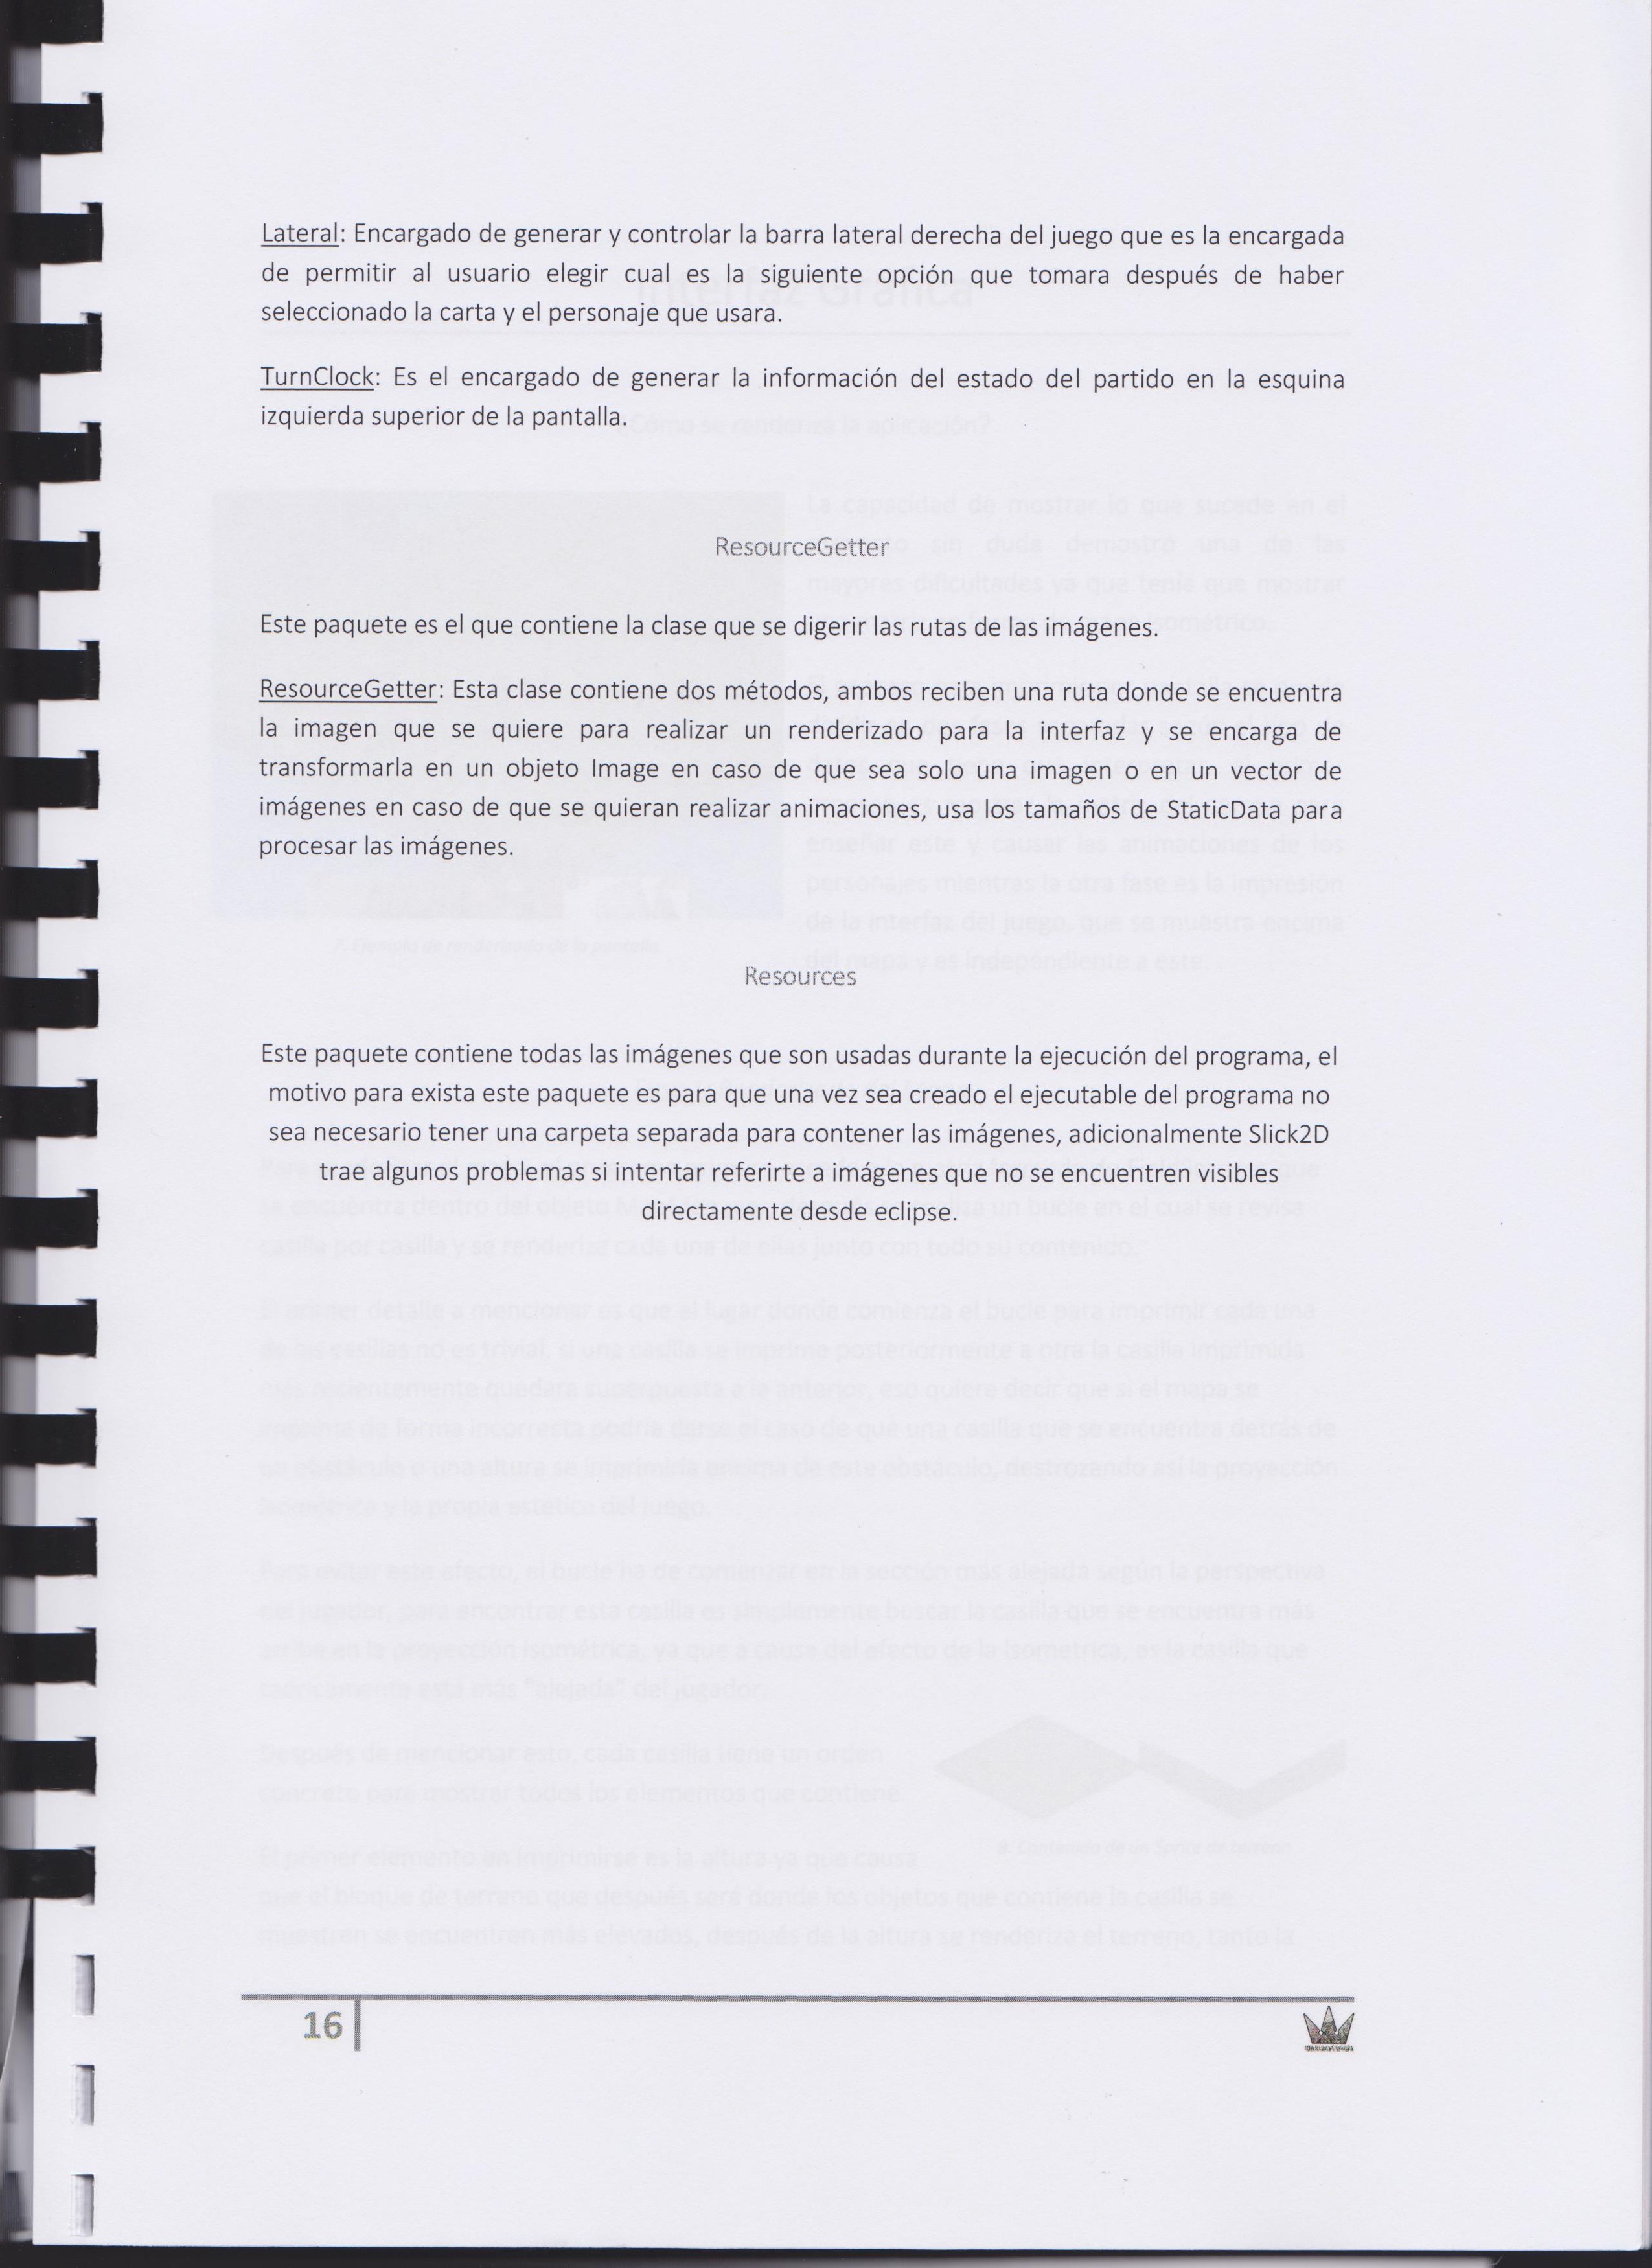 Lateral: Encargado de generar y controlar la barra lateral derecha del juego que es la encargada
de permitir al usuario elegir cual es la siguiente opción que tomara después de haber
seleccionado la carta y el personaje que usara.
TurnClock: Es el encargado de generar la información del estado del partido en la esquina
izquierda superior de la pantalla.
ResourceGetter
Este paquete es el que contiene la clase que se digerir las rutas de las imágenes.
ResourceGetter: Esta clase contiene dos métodos, ambos reciben una ruta donde se encuentra
la imagen que se quiere para realizar un renderizado para la interfaz y se encarga de
transformarla en un objeto Image en caso de que sea solo una imagen o en un vector de
imágenes en caso de que se quieran realizar animaciones, usa los tamaños de StaticData para
procesar las imágenes.
Resources
Este paquete contiene todas las imágenes que son usadas durante la ejecución del programa, el
motivo para exista este paquete es para que una vez sea creado el ejecutable del programa no
sea necesario tener una carpeta separada para contener las imágenes, adicionalmente Slick2D
trae algunos problemas si intentar referirte a imágenes que no se encuentren visibles
directamente desde eclipse.
16